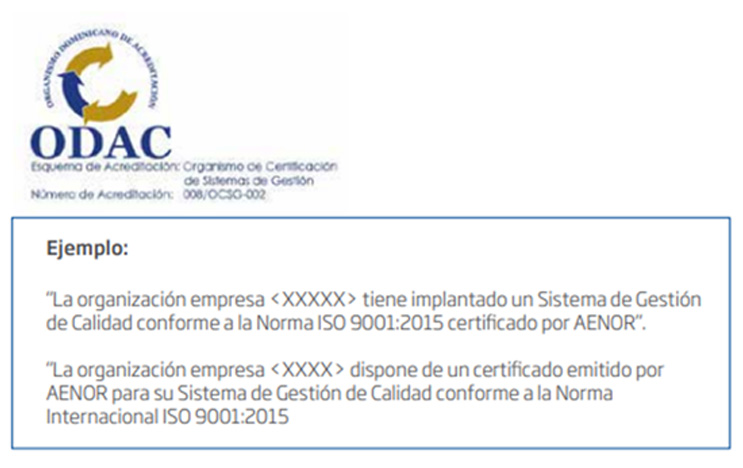 ORGANISMO DOMINICANO DE ACREDITACIÓN
ODAC
Esquema de Acreditación: Organismo de Certificación
de Sistemas de Gestión
Número de Acreditación: 008/OCSG-002
Ejemplo:
“La organización empresa <XXXXX> tiene implantado un Sistema de Gestión
de Calidad conforme a la Norma ISO 9001:2015 certificado por AENOR”.
“La organización empresa <XXXX> dispone de un certificado emitido por
AENOR para su Sistema de Gestión de Calidad conforme a la Norma
Internacional ISO 9001:2015